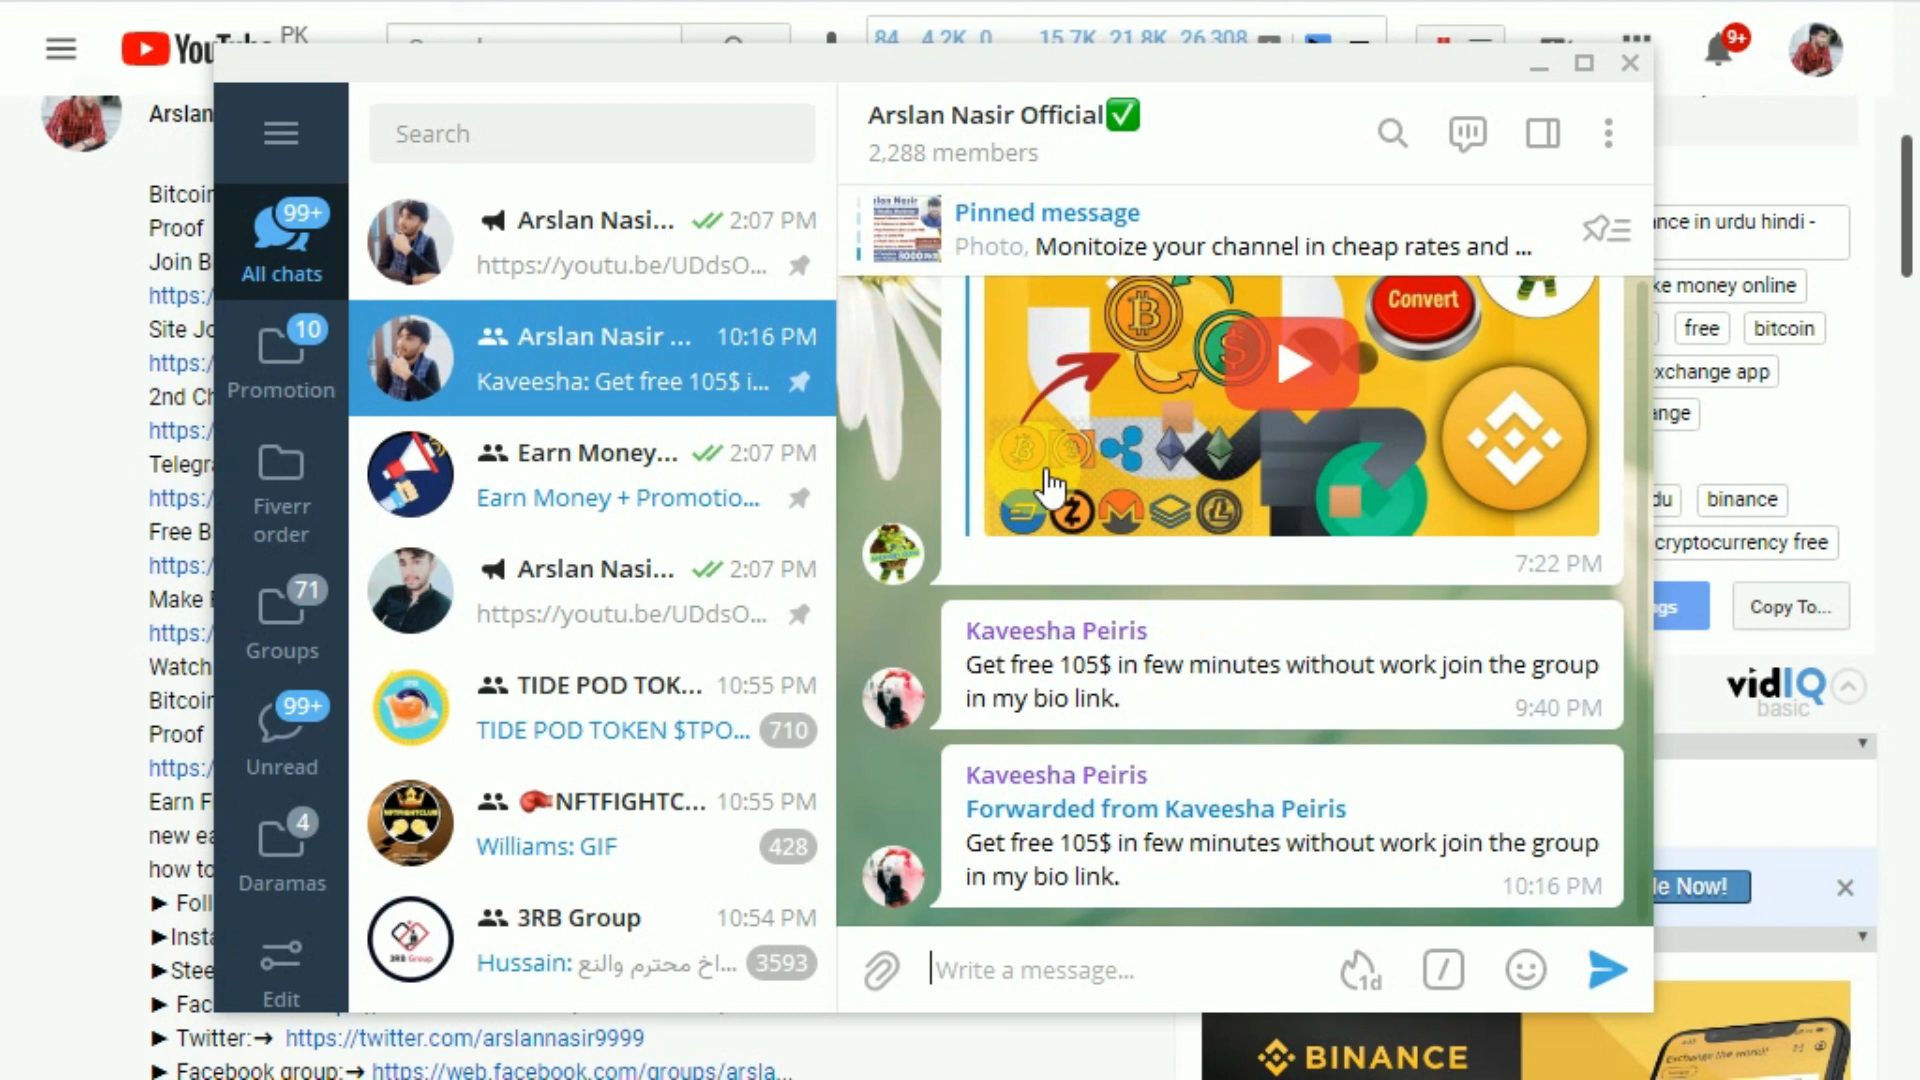 YouTube PK
84 4.2K 0 15.7K 21.8K 26,308
9+
Arslan
Bitcoin
Proof
Join B
https:/
Site Jo
https:/
2nd Ch
https:/
Telegra
https:/
Free B
https:/
Make
https:/
Watch
Bitcoin
Proof
https:/
Earn F
new ea
how to
► Foll
►Insta
►Stee
► Fac
► Twitter:→ https://twitter.com/arslannasir9999
► Facebook group:→ https://web.facebook.com/groups/arsla...
99+
All chats
10
Promotion
Fiverr
order
71
Groups
99+
Unread
4
Daramas
Edit
Search
Arslan Nasi... 2:07 PM
https://youtu.be/UDdsO...
Arslan Nasir ... 10:16 PM
Kaveesha: Get free 105$ i...
Earn Money... 2:07 PM
Earn Money + Promotio...
Arslan Nasi... 2:07 PM
https://youtu.be/UDdsO...
TIDE POD TOK... 10:55 PM
TIDE POD TOKEN $TPO... 710
🥊NFTFIGHTC... 10:55 PM
Williams: GIF 428
3RB Group 10:54 PM
Hussain: اخ محترم والنع... 3593
3RB Group
Arslan Nasir Official✅
2,288 members
Pinned message
Photo, Monitoize your channel in cheap rates and ...
Convert
7:22 PM
Kaveesha Peiris
Get free 105$ in few minutes without work join the group
in my bio link.
9:40 PM
Kaveesha Peiris
Forwarded from Kaveesha Peiris
Get free 105$ in few minutes without work join the group
in my bio link.
10:16 PM
Write a message...
1d
nce in urdu hindi -
ke money online
free
bitcoin
xchange app
nge
du
binance
cryptocurrency free
gs
Copy To...
vidIQ
basic
le Now!
BINANCE
Exchange the world!